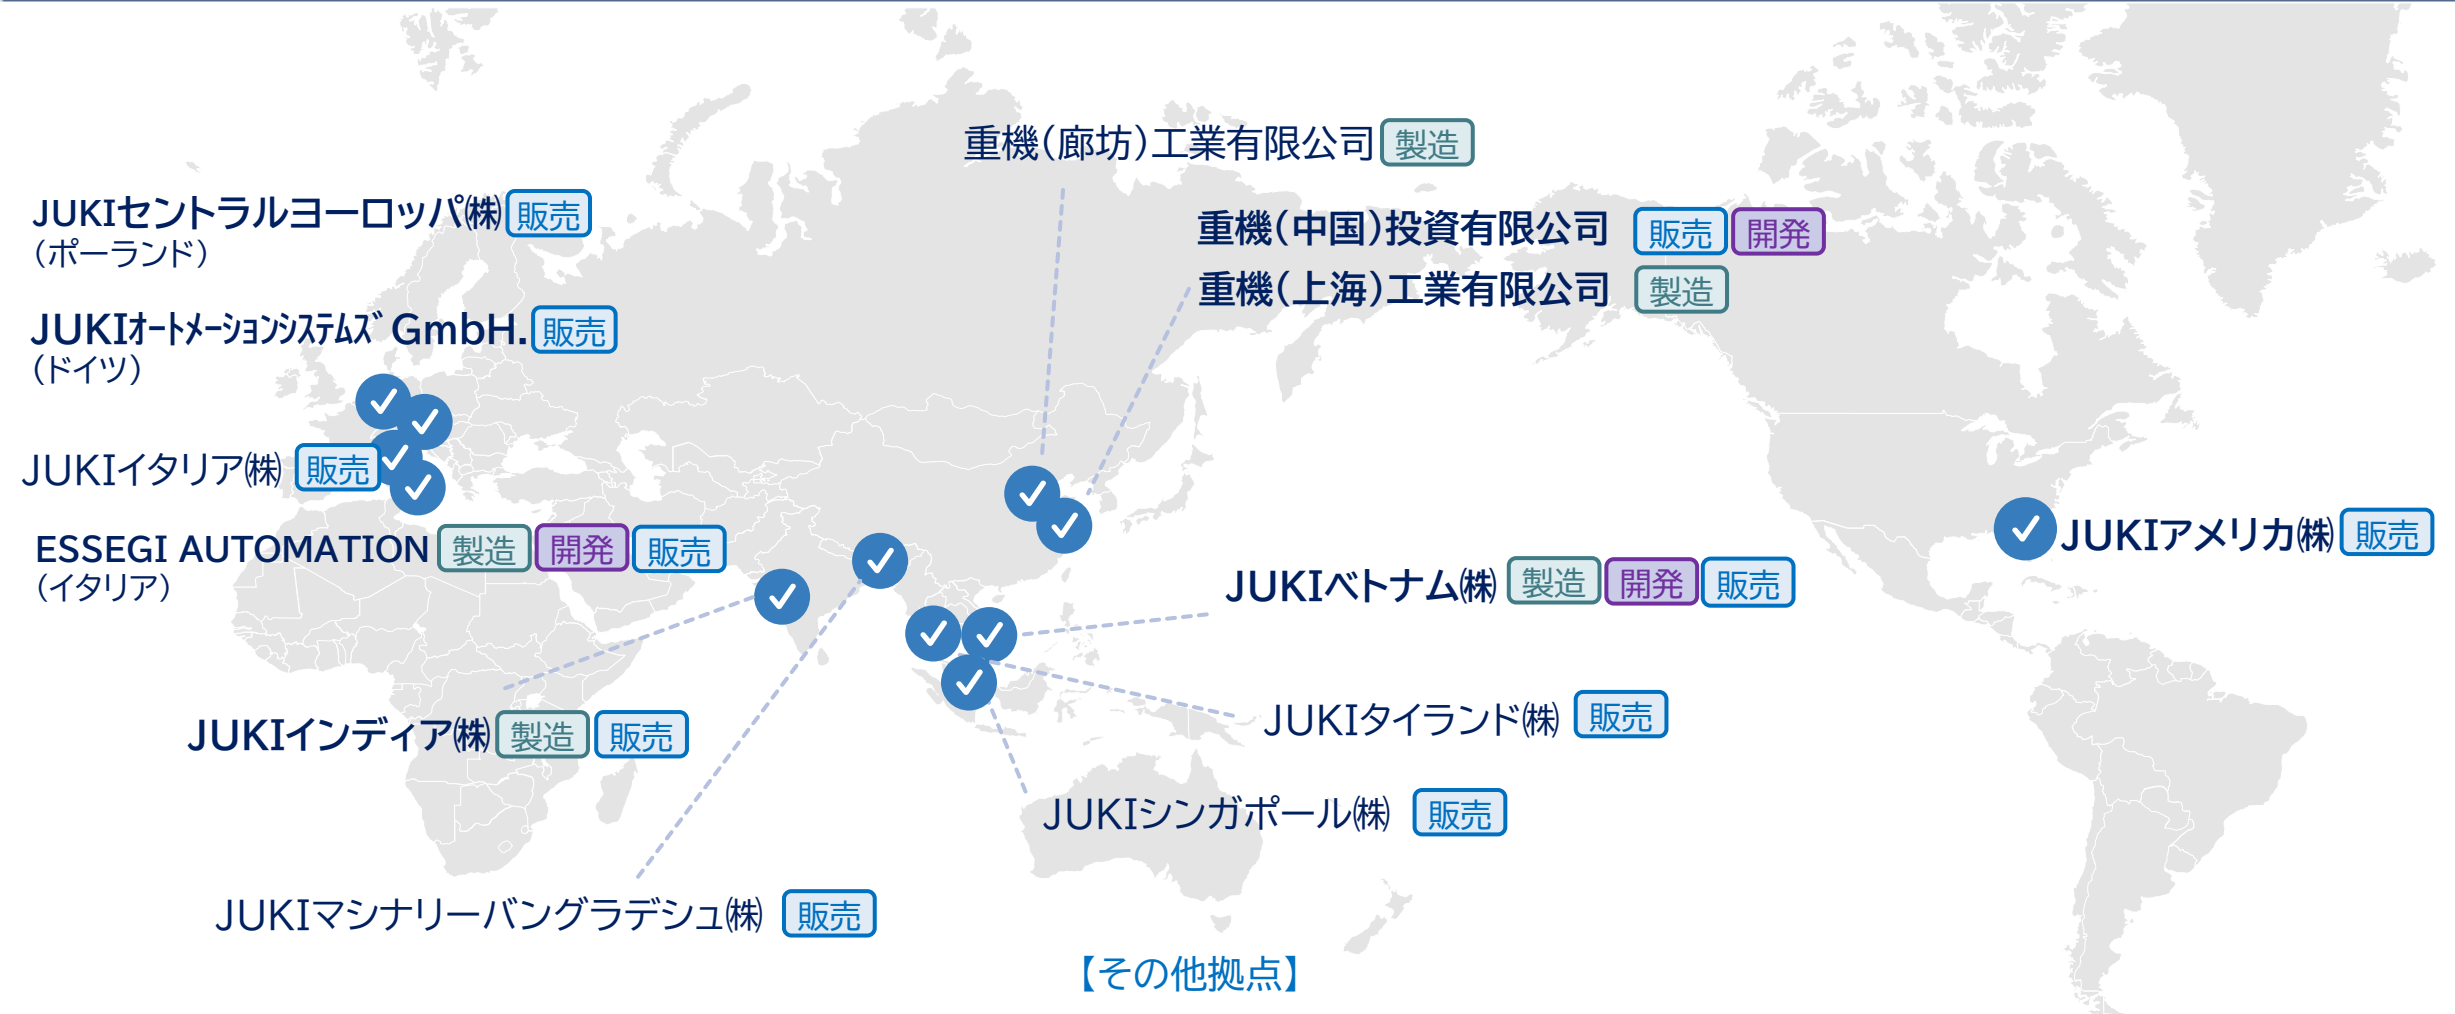 重機（廊坊）工業有限公司 製造
JUKIセントラルヨーロッパ㈱ 販売
（ポーランド）
重機（中国）投資有限公司 販売 開発
重機（上海）工業有限公司 製造
JUKIｵｰﾄﾒｰｼｮﾝｼｽﾃﾑｽﾞ GmbH. 販売
（ドイツ）
JUKIイタリア㈱ 販売
JUKIアメリカ㈱ 販売
ESSEGI AUTOMATION 製造 開発 販売
（イタリア）
JUKIベトナム㈱ 製造 開発 販売
JUKIタイランド㈱ 販売
JUKIインディア㈱ 製造 販売
JUKIシンガポール㈱ 販売
JUKIマシナリーバングラデシュ㈱ 販売
【その他拠点】